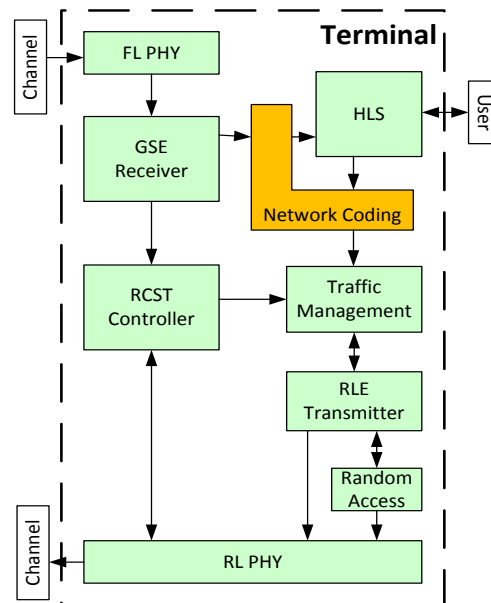 Terminal
Channel
FL PHY
HLS
User
GSE
Receiver
Network Coding
RCST
Controller
Traffic
Management
RLE
Transmitter
Random
Access
Channel
RL PHY